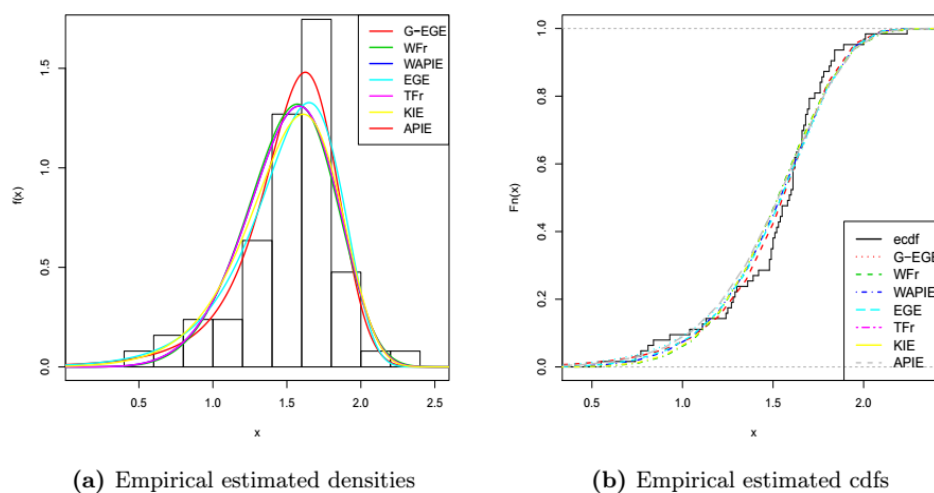 f(x)
1.5
1.0
0.5
0.0
G-EGE
WFr
WAPIE
EGE
TFr
KIE
APIE
0.5 1.0 1.5 2.0 2.5
x
(a) Empirical estimated densities
Fn(x)
1.0
0.8
0.6
0.4
0.2
0.0
ecdf
G-EGE
WFr
WAPIE
EGE
TFr
KIE
APIE
0.5 1.0 1.5 2.0
x
(b) Empirical estimated cdfs